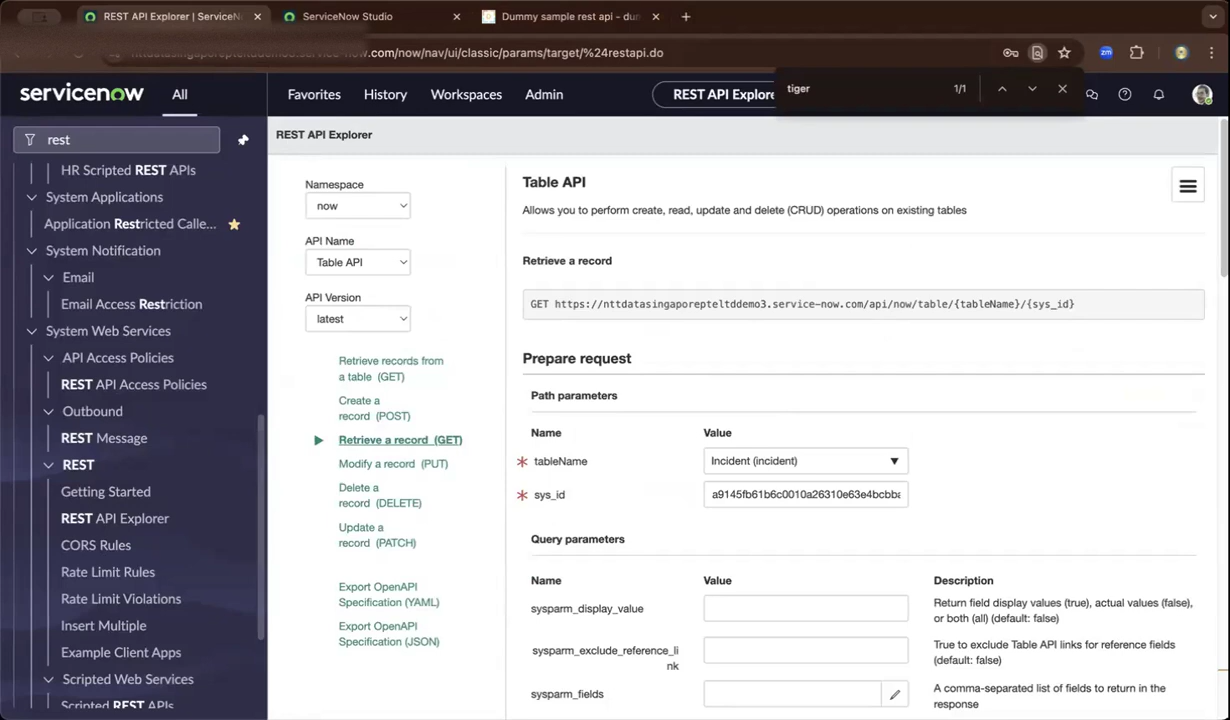 REST API Explorer | ServiceN
ServiceNow Studio
Dummy sample rest api - dum
.com/now/nav/ui/classic/params/target/%24restapi.do
zm
servicenow
All
Favorites
History
Workspaces
Admin
REST API Explore
tiger
1/1
rest
HR Scripted REST APIs
System Applications
Application Restricted Calle...
System Notification
Email
Email Access Restriction
System Web Services
API Access Policies
REST API Access Policies
Outbound
REST Message
REST
Getting Started
REST API Explorer
CORS Rules
Rate Limit Rules
Rate Limit Violations
Insert Multiple
Example Client Apps
Scripted Web Services
Scripted REST APIs
REST API Explorer
Namespace
now
API Name
Table API
API Version
latest
Retrieve records from
a table (GET)
Create a
record (POST)
Retrieve a record (GET)
Modify a record (PUT)
Delete a
record (DELETE)
Update a
record (PATCH)
Export OpenAPI
Specification (YAML)
Export OpenAPI
Specification (JSON)
Table API
Allows you to perform create, read, update and delete (CRUD) operations on existing tables
Retrieve a record
GET https://nttdatasingaporepteltddemo3.service-now.com/api/now/table/{tableName}/{sys_id}
Prepare request
Path parameters
Name Value
* tableName Incident (incident)
* sys_id a9145fb61b6c0010a26310e63e4bcbba
Query parameters
Name Value Description
sysparm_display_value Return field display values (true), actual values (false),
or both (all) (default: false)
sysparm_exclude_reference_li True to exclude Table API links for reference fields
nk (default: false)
sysparm_fields A comma-separated list of fields to return in the
response